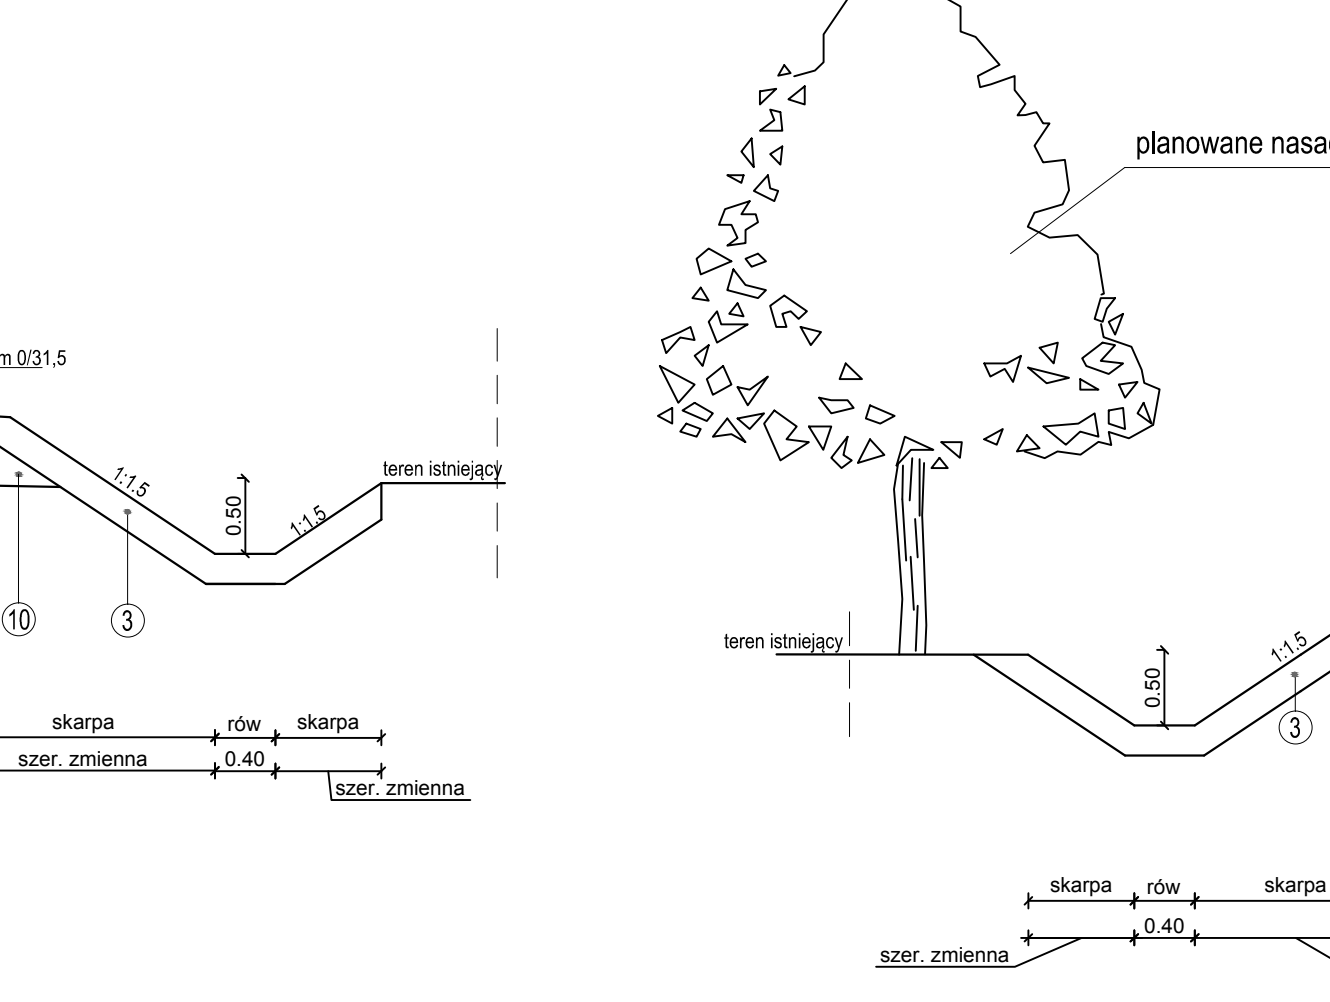 planowane nasa
m 0/31,5
teren istniejący
1:1.5
0.50
1:1.5
10
3
teren istniejący
0.50
1:1.5
3
skarpa rów skarpa
szer. zmienna 0.40
szer. zmienna
skarpa rów skarpa
0.40
szer. zmienna